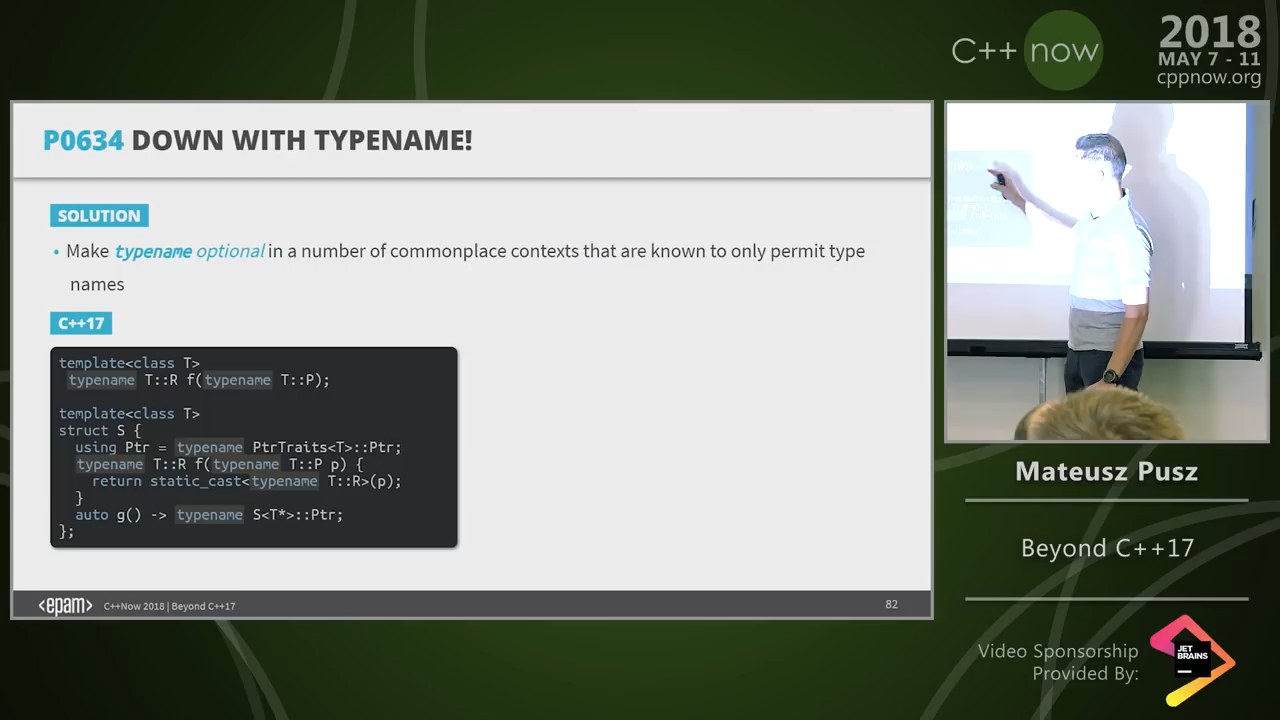 C++ now
2018
MAY 7 - 11
cppnow.org
P0634 DOWN WITH TYPENAME!
SOLUTION
• Make typename optional in a number of commonplace contexts that are known to only permit type
names
C++17
template<class T>
typename T::R f(typename T::P);
template<class T>
struct S {
using Ptr = typename PtrTraits<T>::Ptr;
typename T::R f(typename T::P p) {
return static_cast<typename T::R>(p);
}
auto g() -> typename S<T*>::Ptr;
};
<epam> C++Now 2018 | Beyond C++17
82
Mateusz Pusz
Beyond C++17
Video Sponsorship
Provided By:
JET
BRAINS